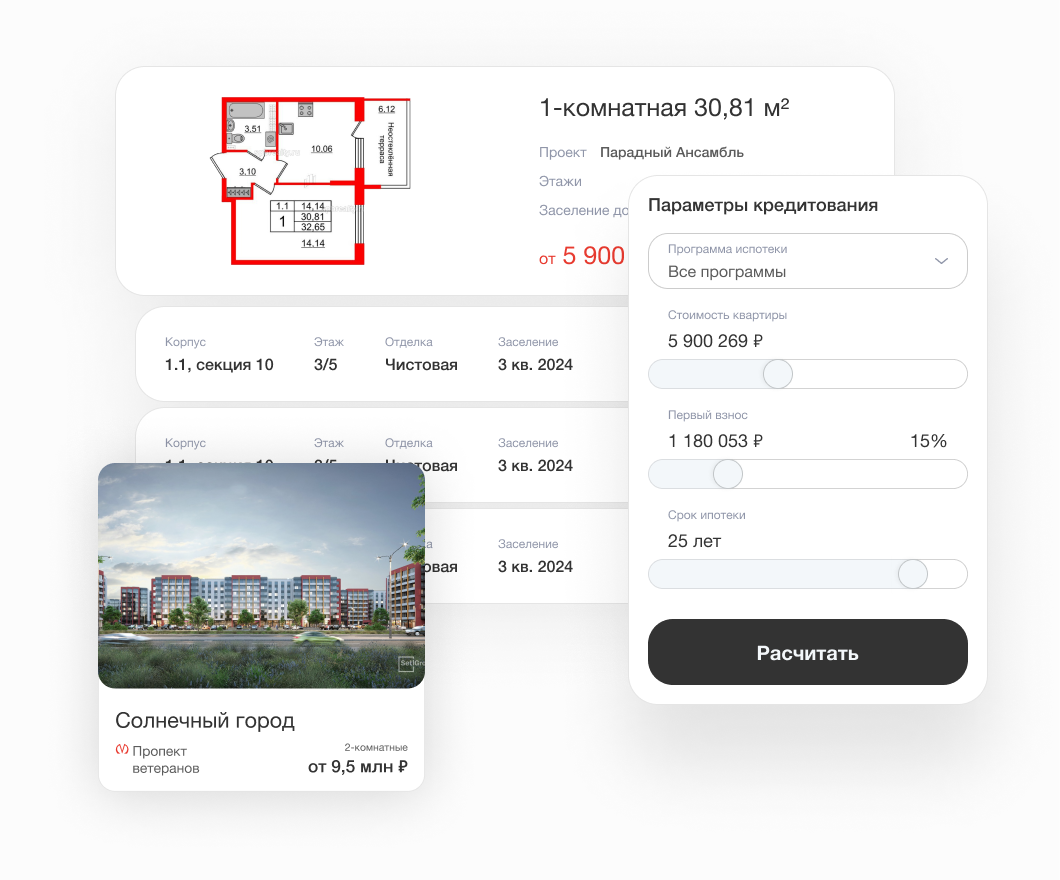 3.51
10.06
6.12
Неостеклённая
терраса
3.10
1.1 14,14
1 30,81
32,65
14.14
1-комнатная 30,81 м²
Проект Парадный Ансамбль
Этажи
Заселение до
от 5 900
Корпус Этаж Отделка Заселение
1.1, секция 10 3/5 Чистовая 3 кв. 2024
Корпус Этаж Отделка Заселение
1.1, секция 10 3/5 Чистовая 3 кв. 2024
ка Заселение
овая 3 кв. 2024
Параметры кредитования
Программа испотеки
Все программы
Стоимость квартиры
5 900 269 ₽
Первый взнос
1 180 053 ₽ 15%
Срок ипотеки
25 лет
Расчитать
Солнечный город
Пропект
ветеранов
2-комнатные
от 9,5 млн ₽